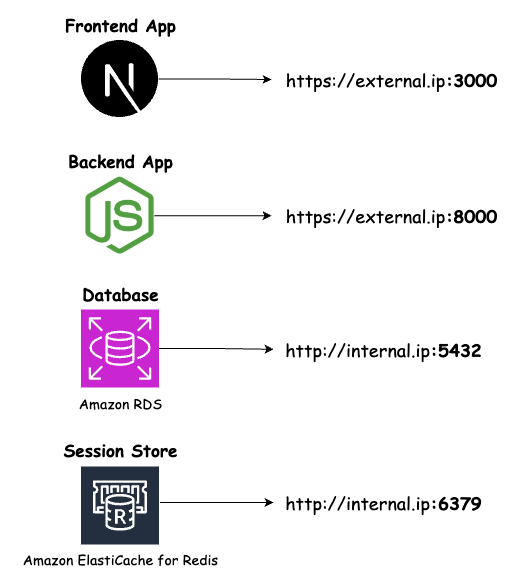 Frontend App
N
https://external.ip:3000
Backend App
JS
https://external.ip:8000
Database
http://internal.ip:5432
Amazon RDS
Session Store
R
http://internal.ip:6379
Amazon ElastiCache for Redis